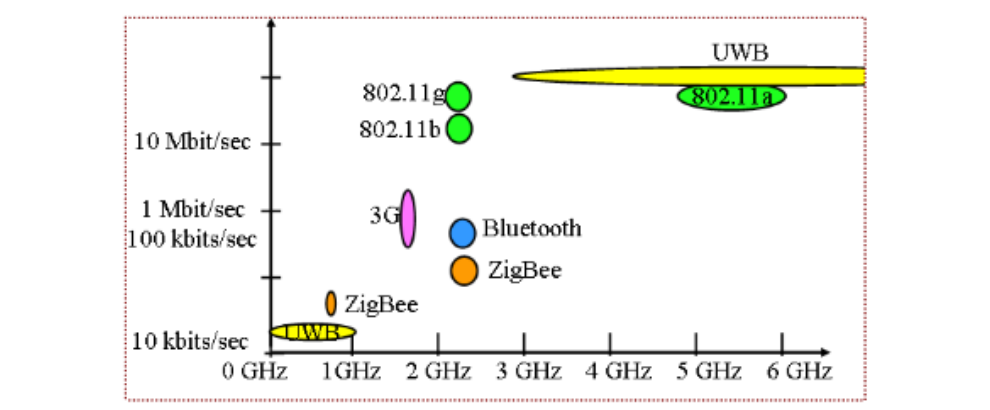 UWB
802.11g
802.11a
802.11b
10 Mbit/sec
1 Mbit/sec
3G
Bluetooth
100 kbits/sec
ZigBee
ZigBee
UWB
10 kbits/sec
0 GHz 1GHz 2 GHz 3 GHz 4 GHz 5 GHz 6 GHz